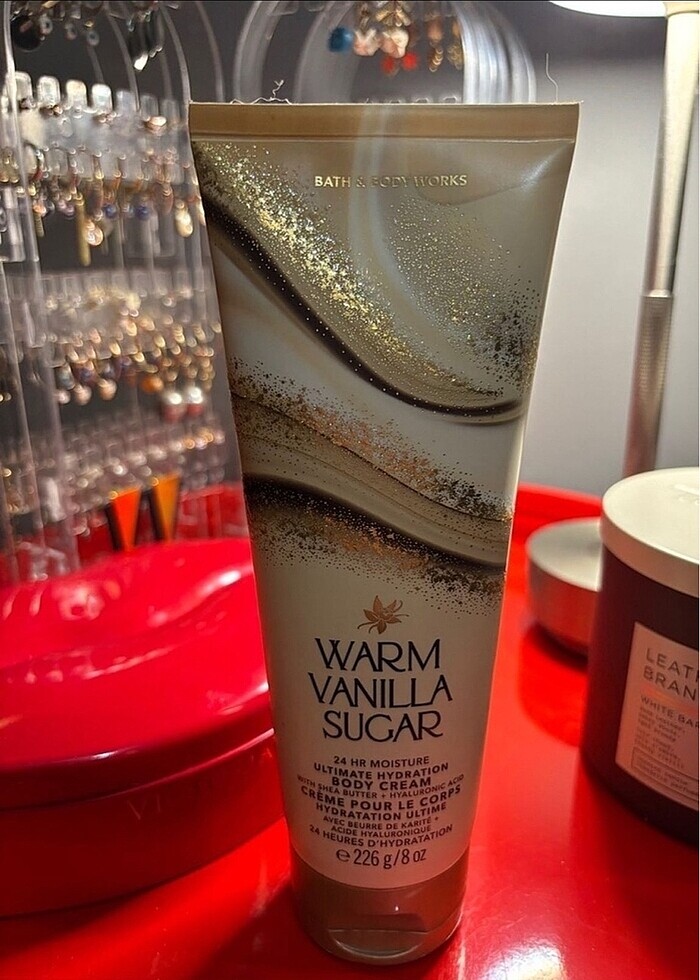 BATH & BODY WORKS
WARM
VANILLA
SUGAR
24 HR MOISTURE
ULTIMATE HYDRATION
BODY CREAM
WITH SHEA BUTTER + HYALURONIC ACID
CRÈME POUR LE CORPS
HYDRATATION ULTIME
AVEC BEURRE DE KARITÉ +
ACIDE HYALURONIQUE
24 HEURES D'HYDRATATION
℮ 226 g/8 oz
LEATH
BRAN
WHITE BAR